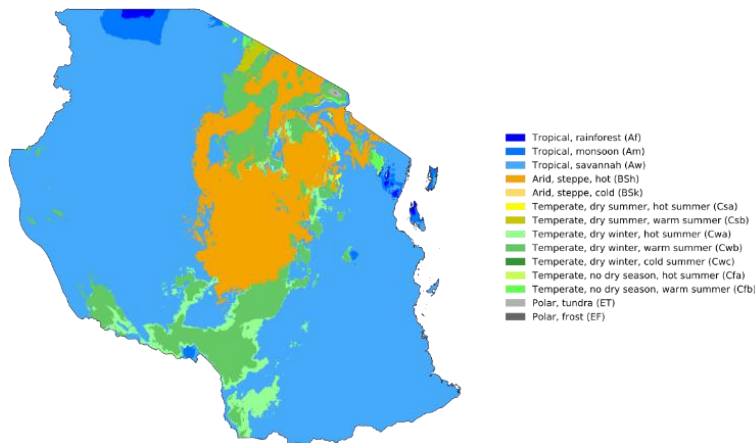 Tropical, rainforest (Af)
Tropical, monsoon (Am)
Tropical, savannah (Aw)
Arid, steppe, hot (BSh)
Arid, steppe, cold (BSk)
Temperate, dry summer, hot summer (Csa)
Temperate, dry summer, warm summer (Csb)
Temperate, dry winter, hot summer (Cwa)
Temperate, dry winter, warm summer (Cwb)
Temperate, dry winter, cold summer (Cwc)
Temperate, no dry season, hot summer (Cfa)
Temperate, no dry season, warm summer (Cfb)
Polar, tundra (ET)
Polar, frost (EF)